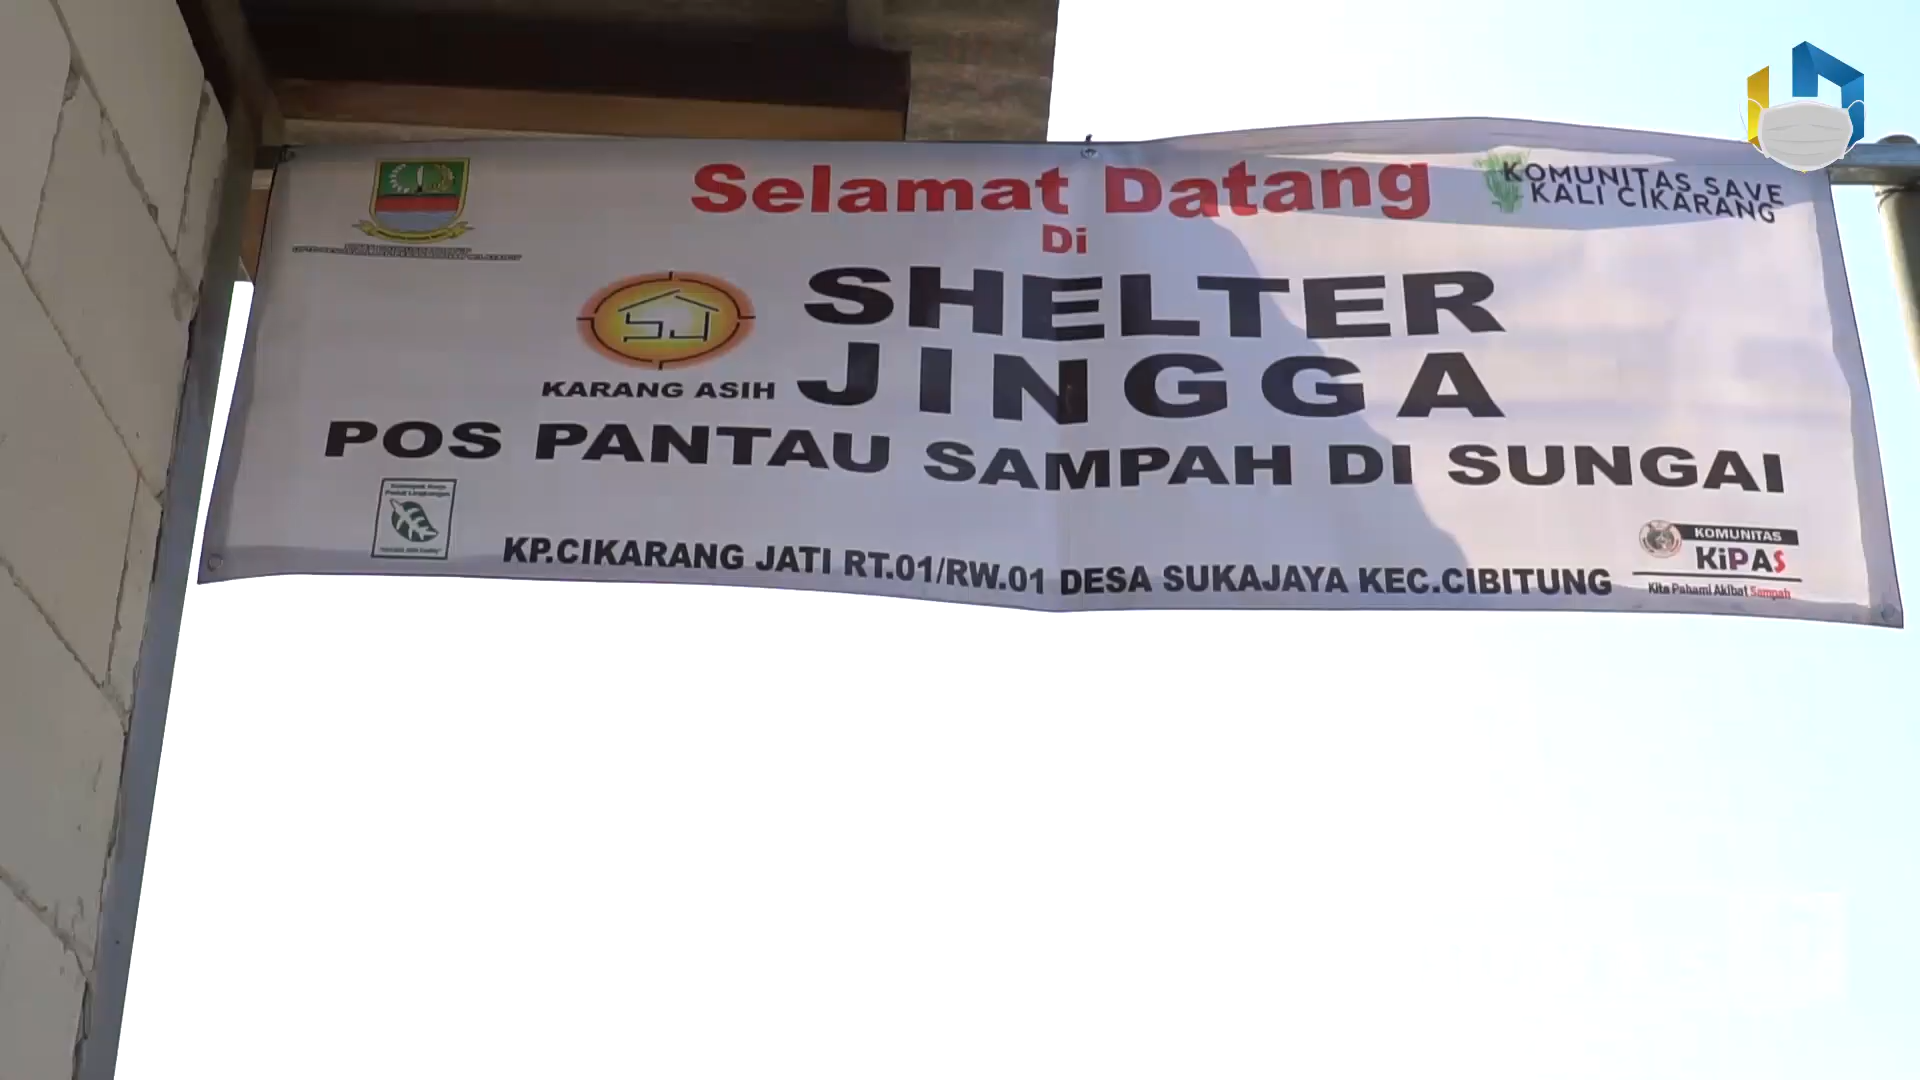 Selamat Datang
KOMUNITAS SAVE
KALI CIKARANG
Di
SHELTER
JINGGA
SJ
KARANG ASIH
POS PANTAU SAMPAH DI SUNGAI
KP.CIKARANG JATI RT.01/RW.01 DESA SUKAJAYA KEC.CIBITUNG
KOMUNITAS
KiPAS
Kita Pahami Akibat Sampah